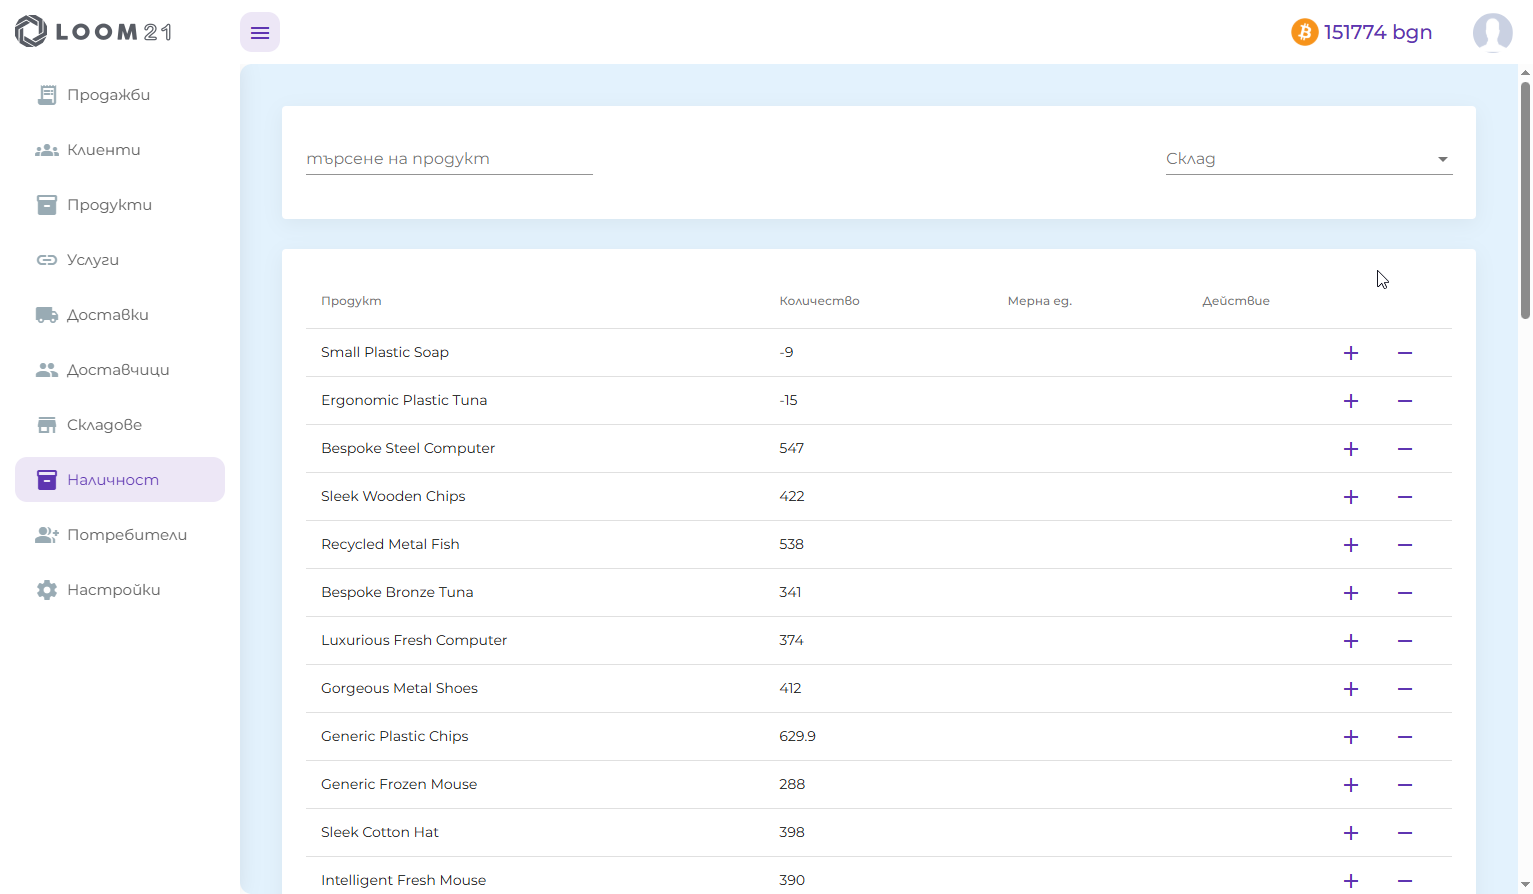 LOOM 21
151774 bgn
Продажби
Клиенти
Продукти
Услуги
Доставки
Доставчици
Складове
Наличност
Потребители
Настройки
търсене на продукт
Склад
Продукт Количество Мерна ед. Действие
Small Plastic Soap -9
Ergonomic Plastic Tuna -15
Bespoke Steel Computer 547
Sleek Wooden Chips 422
Recycled Metal Fish 538
Bespoke Bronze Tuna 341
Luxurious Fresh Computer 374
Gorgeous Metal Shoes 412
Generic Plastic Chips 629.9
Generic Frozen Mouse 288
Sleek Cotton Hat 398
Intelligent Fresh Mouse 390